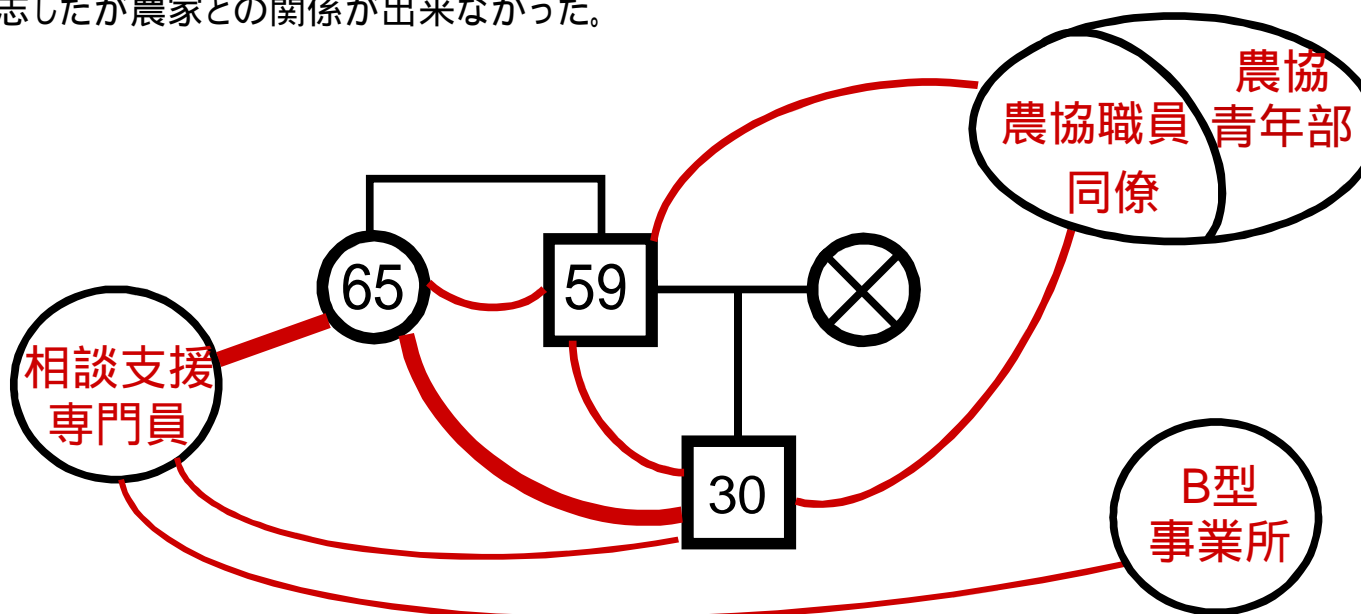 志したが農家との関係が出来なかった。
農協
青年部
農協職員
同僚
65
59
相談支援
専門員
30
B型
事業所